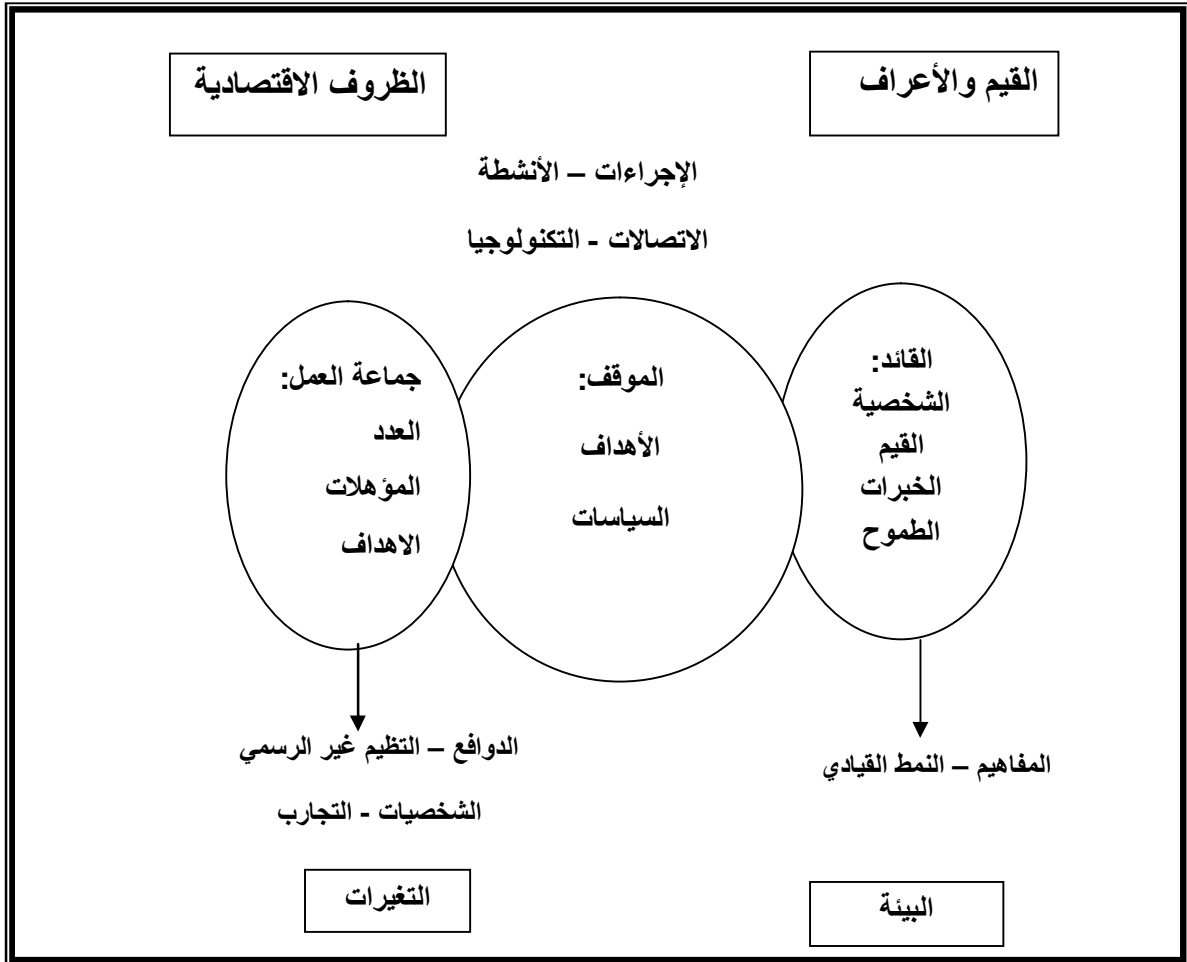 القيم والأعراف
الظروف الاقتصادية
الإجراءات – الأنشطة
الاتصالات - التكنولوجيا
القائد:
الشخصية
القيم
الخبرات
الطموح
الموقف:
الأهداف
السياسات
جماعة العمل:
العدد
المؤهلات
الاهداف
المفاهيم – النمط القيادي
الدوافع – التظيم غير الرسمي
الشخصيات - التجارب
البيئة
التغيرات